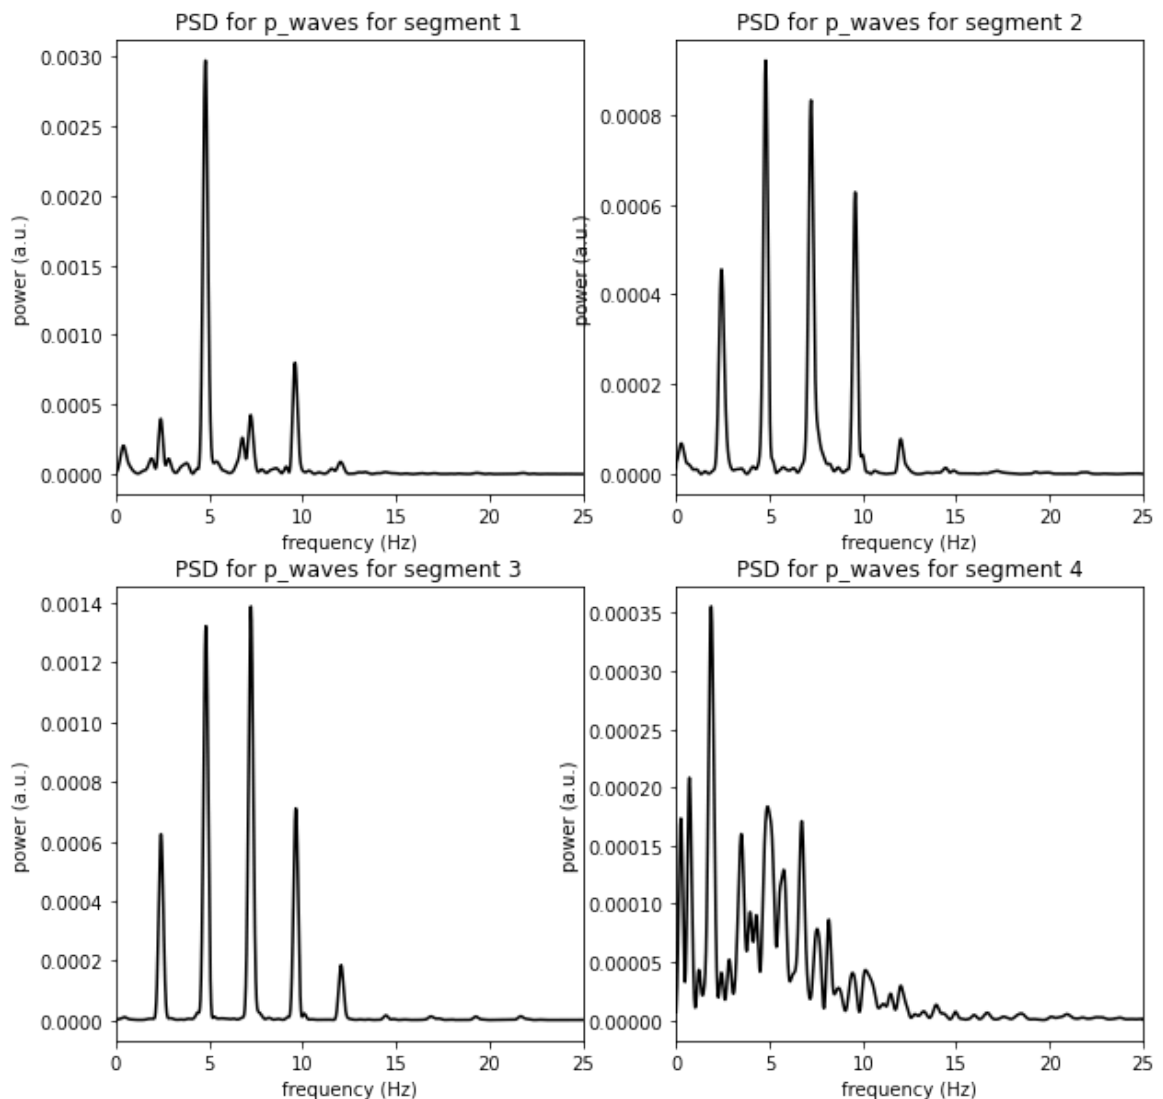 PSD for p_waves for segment 1
0.0030
0.0025
0.0020
0.0015
0.0010
0.0005
0.0000
power (a.u.)
0 5 10 15 20 25
frequency (Hz)
PSD for p_waves for segment 2
0.0008
0.0006
0.0004
0.0002
0.0000
power (a.u.)
0 5 10 15 20 25
frequency (Hz)
PSD for p_waves for segment 3
0.0014
0.0012
0.0010
0.0008
0.0006
0.0004
0.0002
0.0000
power (a.u.)
0 5 10 15 20 25
frequency (Hz)
PSD for p_waves for segment 4
0.00035
0.00030
0.00025
0.00020
0.00015
0.00010
0.00005
0.00000
power (a.u.)
0 5 10 15 20 25
frequency (Hz)